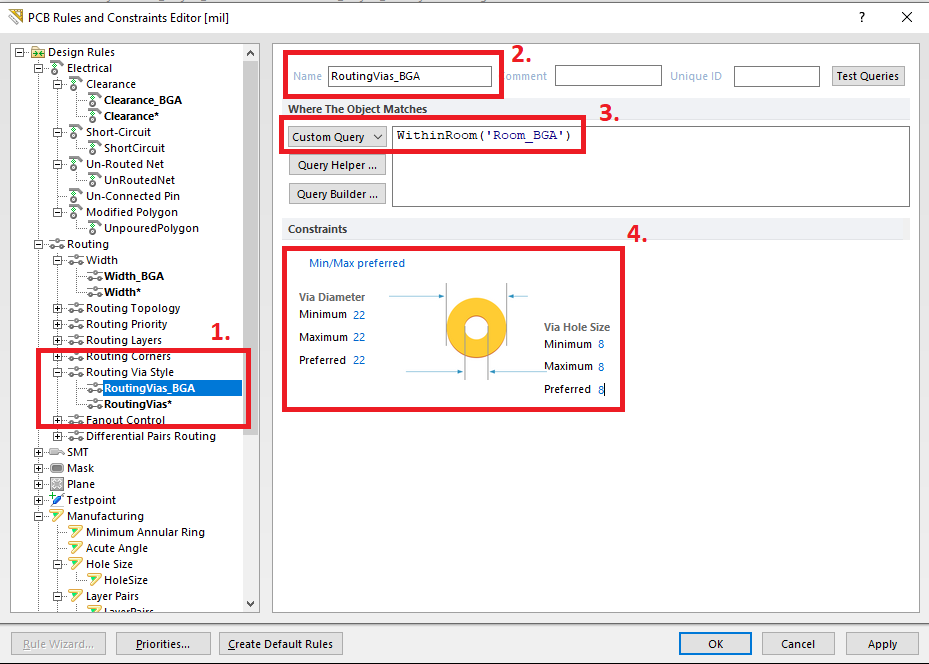 PCB Rules and Constraints Editor [mil]
?
Design Rules
Electrical
Clearance
Clearance_BGA
Clearance*
Short-Circuit
ShortCircuit
Un-Routed Net
UnRoutedNet
Un-Connected Pin
Modified Polygon
UnpouredPolygon
Routing
Width
Width_BGA
Width*
Routing Topology
Routing Priority
Routing Layers
1.
Routing Corners
Routing Via Style
RoutingVias_BGA
RoutingVias*
Fanout Control
Differential Pairs Routing
SMT
Mask
Plane
Testpoint
Manufacturing
Minimum Annular Ring
Acute Angle
Hole Size
HoleSize
Layer Pairs
LayerPairs
2.
Name RoutingVias_BGA omment Unique ID Test Queries
Where The Object Matches
3.
Custom Query WithinRoom('Room_BGA')
Query Helper ...
Query Builder ...
Constraints
4.
Min/Max preferred
Via Diameter
Minimum 22
Maximum 22
Preferred 22
Via Hole Size
Minimum 8
Maximum 8
Preferred 8
Rule Wizard... Priorities... Create Default Rules OK Cancel Apply